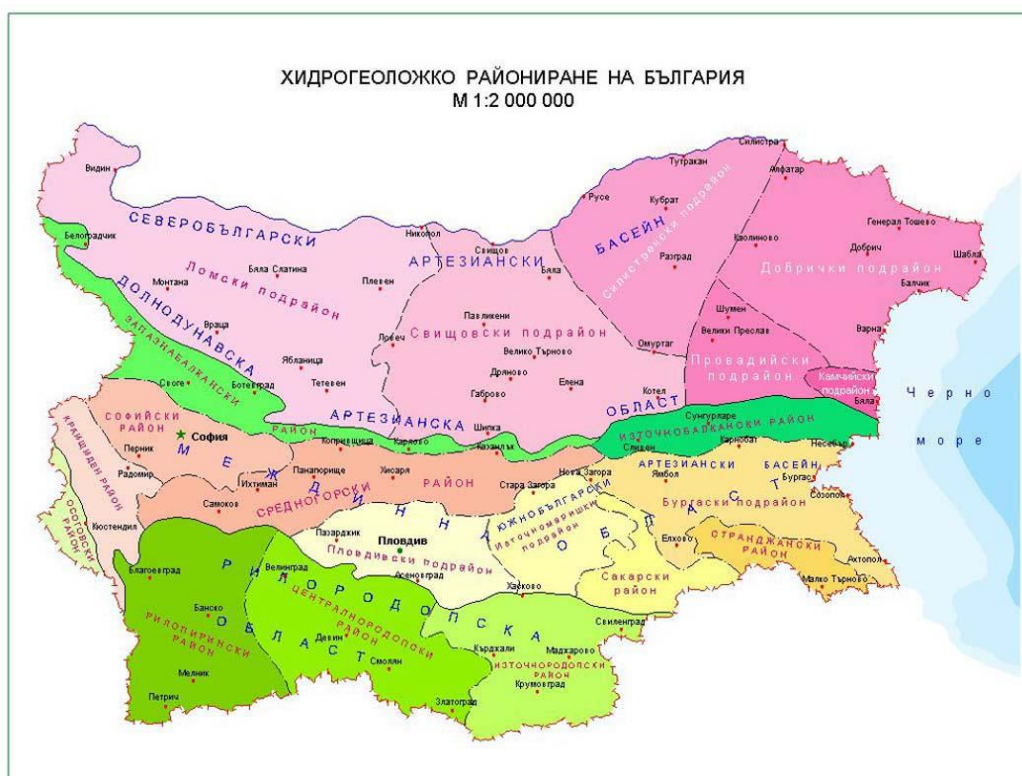 ХИДРОГЕОЛОЖКО РАЙОНИРАНЕ НА БЪЛГАРИЯ
М 1:2 000 000
Видин
Силистра
Тутракан
Алфатар
Русе
Кубрат
СЕВЕРОБЪЛГАРСКИ
АРТЕЗИАНСКИ
БАСЕЙН
Силистренски подрайон
Генерал Тошево
Белоградчик
Никопол
Свищов
Каолиново
Добрич
Шабла
Добрички подрайон
Бяла Слатина
Ломски подрайон
Монтана
Плевен
Бяла
Разград
Балчик
ДОЛНОДУНАВСКА
АРТЕЗИАНСКА
ОБЛАСТ
Враца
Павликени
Свищовски подрайон
Шумен
Велики Преслав
Варна
Ловеч
Омуртаг
Велико Търново
Провадийски
подрайон
ЗАПАЗНАБАЛКАНСКИ
РАЙОН
Ябланица
Дряново
Камчийски
подрайон
Своге
Ботевград
Тетевен
Габрово
Елена
Котел
Бяла
СОФИЙСКИ
РАЙОН
София
Копривщица
Карлово
Шипка
Казанлък
Сунгурларе
ИЗТОЧНОБАЛКАНСКИ РАЙОН
Сливен
Карнобат
Несебър
КРАИЩИДЕН РАЙОН
Перник
Радомир
Ихтиман
Панапорище
Хисаря
Нова Загора
АРТЕЗИАНСКИ БАСЕЙН
Ямбол
Бургас
МЕЖДИННА ОБЛАСТ
Самоков
СРЕДНОГОРСКИ
РАЙОН
Стара Загора
ЮЖНОБЪЛГАРСКИ
Бургаски подрайон
Созопол
ОСОГОВСКИ
РАЙОН
Кюстендил
Пазарджик
Пловдив
Пловдивски подрайон
Източномаришки
подрайон
Елхово
СТРАНДЖАНСКИ
РАЙОН
Ахтопол
Малко Търново
Благоевград
Велинград
Асеновград
Хасково
Сакарски
район
РИЛОРОДОПСКА
ОБЛАСТ
ЦЕНТРАЛНОРОДОПСКИ
РАЙОН
Банско
РИЛОПИРИНСКИ
РАЙОН
Девин
Смолян
Свиленград
Кърджали
Маджарово
ИЗТОЧНОРОДОПСКИ
РАЙОН
Крумовград
Мелник
Петрич
Златоград
Черно
море